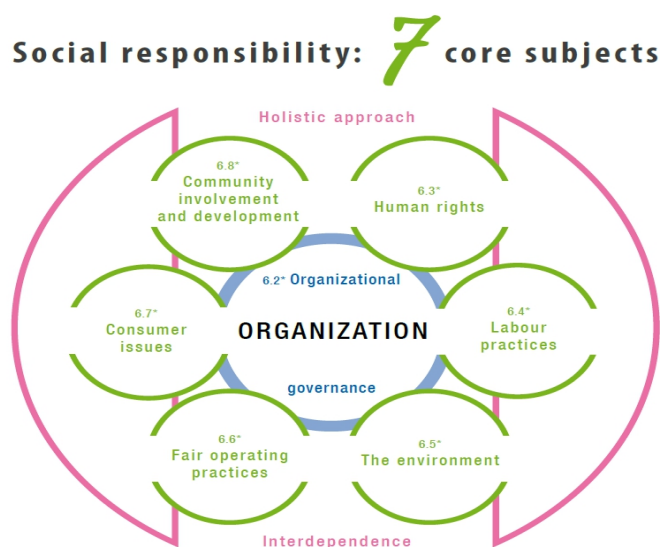 Social responsibility: 7 core subjects
Holistic approach
6.8*
Community
involvement
and development
6.3*
Human rights
6.2* Organizational
ORGANIZATION
governance
6.7*
Consumer
issues
6.4*
Labour
practices
6.6*
Fair operating
practices
6.5*
The environment
Interdependence